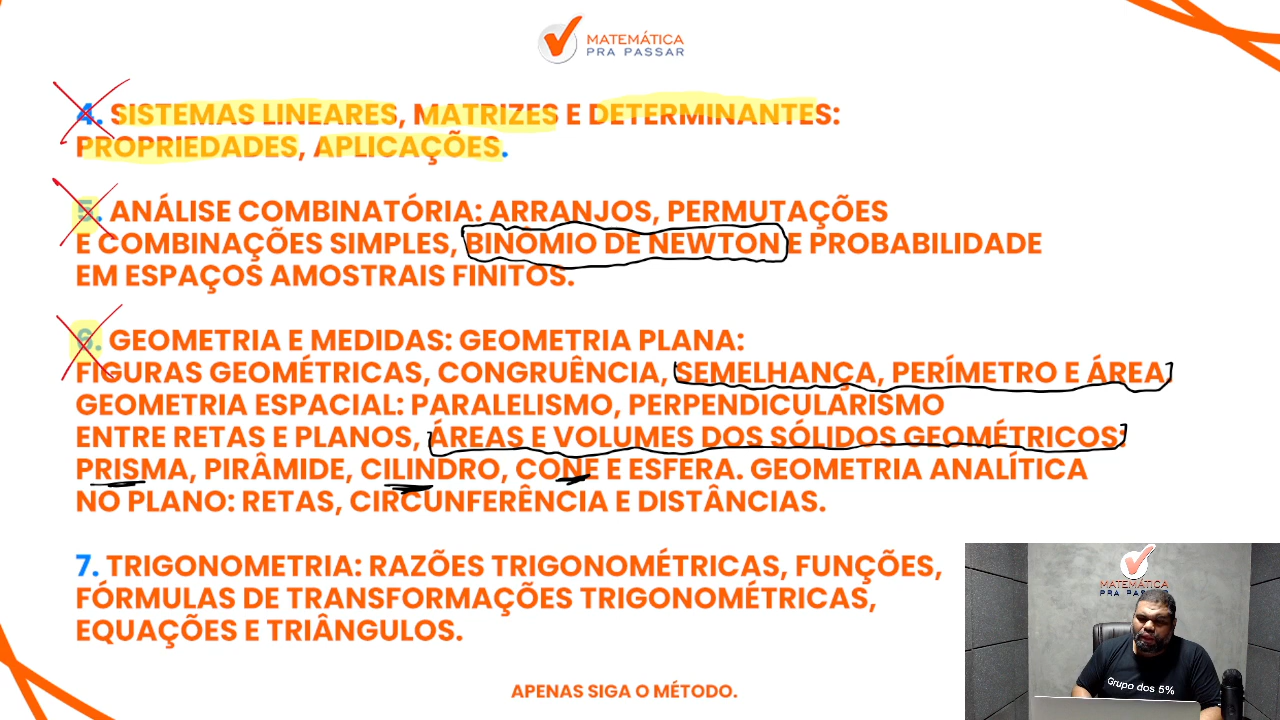 MATEMÁTICA
PRA PASSAR
4. SISTEMAS LINEARES, MATRIZES E DETERMINANTES:
PROPRIEDADES, APLICAÇÕES.
5. ANÁLISE COMBINATÓRIA: ARRANJOS, PERMUTAÇÕES
E COMBINAÇÕES SIMPLES, BINÔMIO DE NEWTON E PROBABILIDADE
EM ESPAÇOS AMOSTRAIS FINITOS.
6. GEOMETRIA E MEDIDAS: GEOMETRIA PLANA:
FIGURAS GEOMÉTRICAS, CONGRUÊNCIA, SEMELHANÇA, PERÍMETRO E ÁREA.
GEOMETRIA ESPACIAL: PARALELISMO, PERPENDICULARISMO
ENTRE RETAS E PLANOS, ÁREAS E VOLUMES DOS SÓLIDOS GEOMÉTRICOS:
PRISMA, PIRÂMIDE, CILINDRO, CONE E ESFERA. GEOMETRIA ANALÍTICA
NO PLANO: RETAS, CIRCUNFERÊNCIA E DISTÂNCIAS.
7. TRIGONOMETRIA: RAZÕES TRIGONOMÉTRICAS, FUNÇÕES,
FÓRMULAS DE TRANSFORMAÇÕES TRIGONOMÉTRICAS,
EQUAÇÕES E TRIÂNGULOS.
MATEMÁTICA
PRA PASSAR
Grupo dos 5%
APENAS SIGA O MÉTODO.